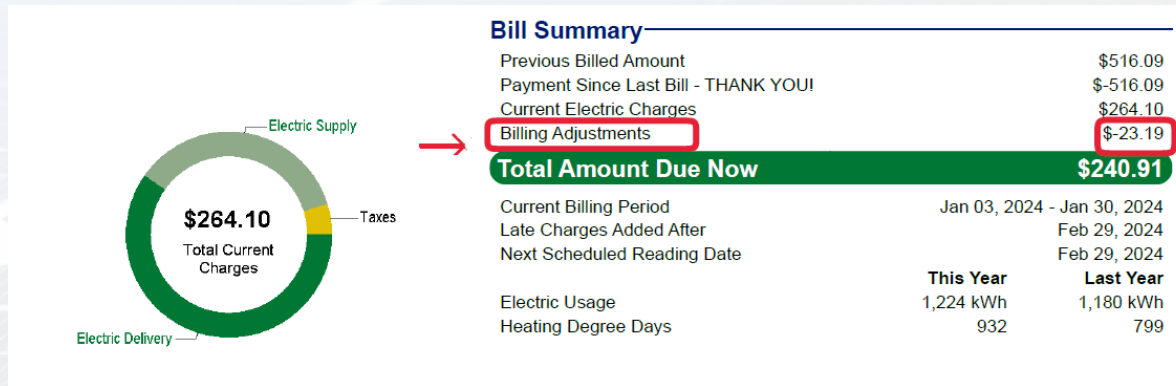 Bill Summary
Previous Billed Amount $516.09
Payment Since Last Bill - THANK YOU! $-516.09
Current Electric Charges $264.10
Billing Adjustments $-23.19
Total Amount Due Now $240.91
Current Billing Period Jan 03, 2024 - Jan 30, 2024
Late Charges Added After Feb 29, 2024
Next Scheduled Reading Date Feb 29, 2024
This Year Last Year
Electric Usage 1,224 kWh 1,180 kWh
Heating Degree Days 932 799
Electric Supply
$264.10
Total Current
Charges
Taxes
Electric Delivery